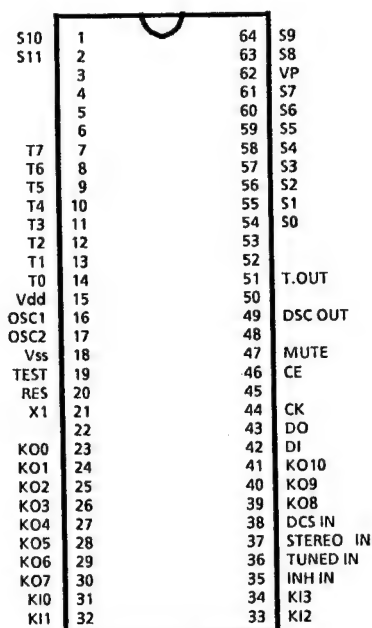 S10 1 64 S9
S11 2 63 S8
3 62 VP
4 61 S7
5 60 S6
6 59 S5
T7 7 58 S4
T6 8 57 S3
T5 9 56 S2
T4 10 55 S1
T3 11 54 S0
T2 12 53
T1 13 52
T0 14 51 T.OUT
Vdd 15 50
OSC1 16 49 DSC OUT
OSC2 17 48
Vss 18 47 MUTE
TEST 19 46 CE
RES 20 45
X1 21 44 CK
22 43 DO
KO0 23 42 DI
KO1 24 41 KO10
KO2 25 40 KO9
KO3 26 39 KO8
KO4 27 38 DCS IN
KO5 28 37 STEREO IN
KO6 29 36 TUNED IN
KO7 30 35 INH IN
KI0 31 34 KI3
KI1 32 33 KI2